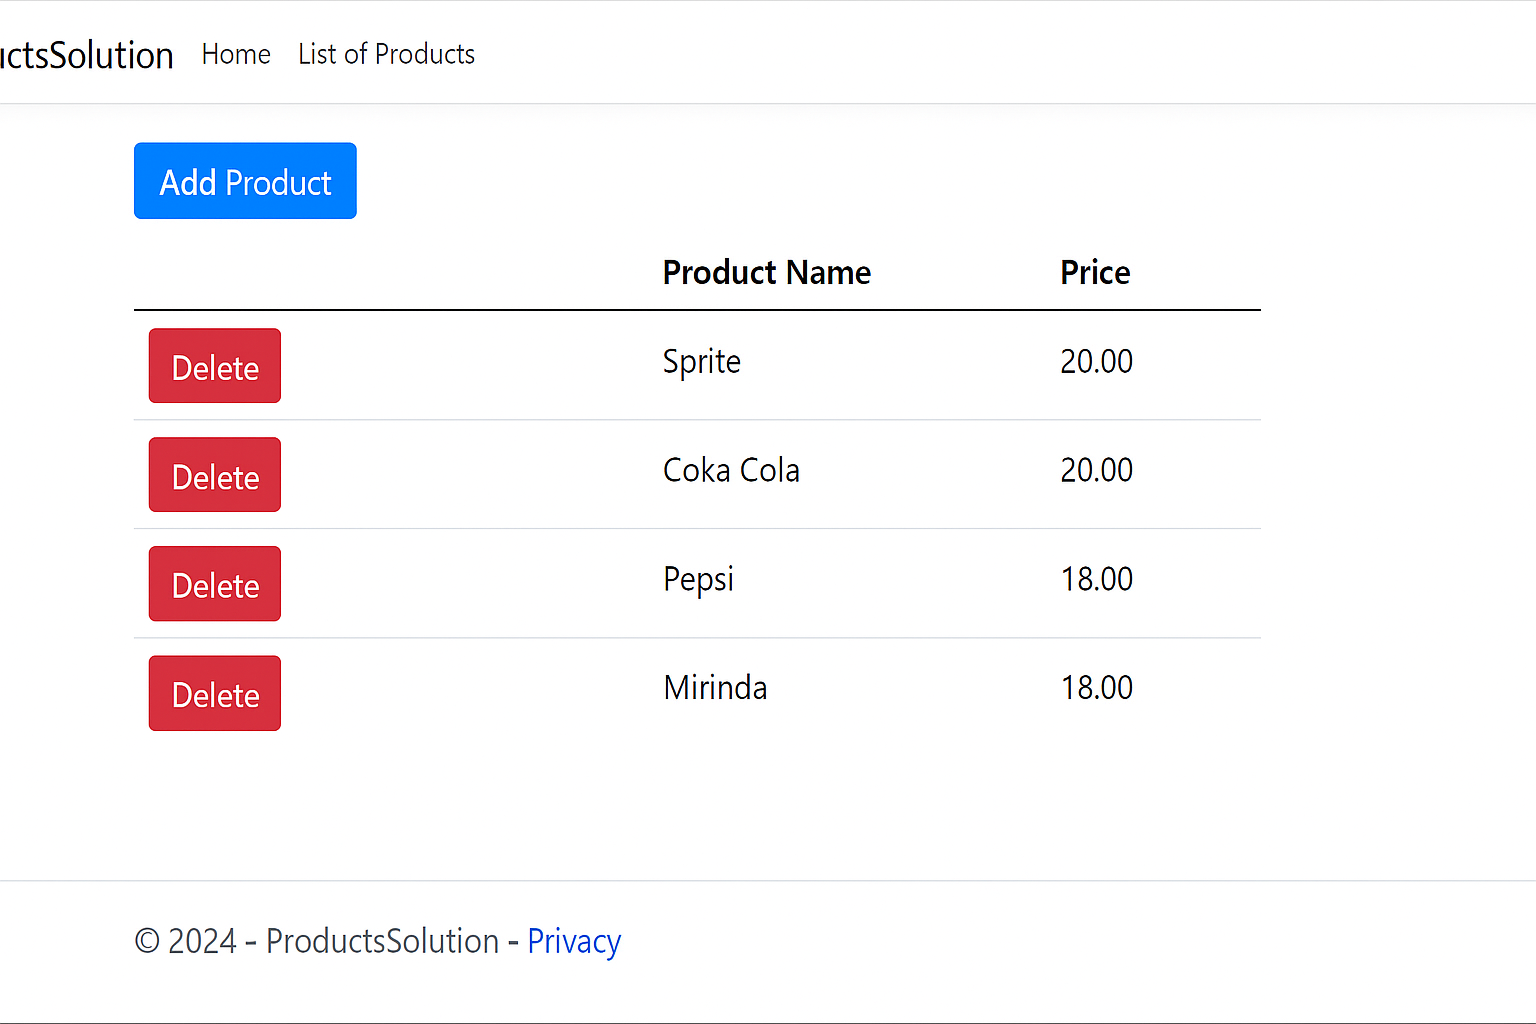 uctsSolution Home List of Products
Add Product
Product Name Price
Delete Sprite 20.00
Delete Coka Cola 20.00
Delete Pepsi 18.00
Delete Mirinda 18.00
© 2024 - ProductsSolution - Privacy